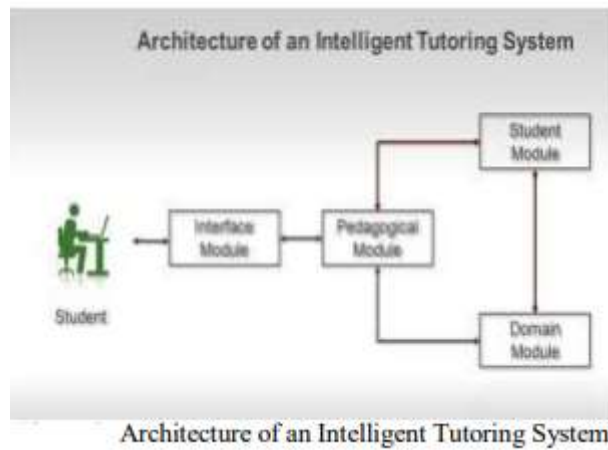 Architecture of an Intelligent Tutoring System
Student
Module
Interface
Module
Pedagogical
Module
Student
Domain
Module
Architecture of an Intelligent Tutoring System